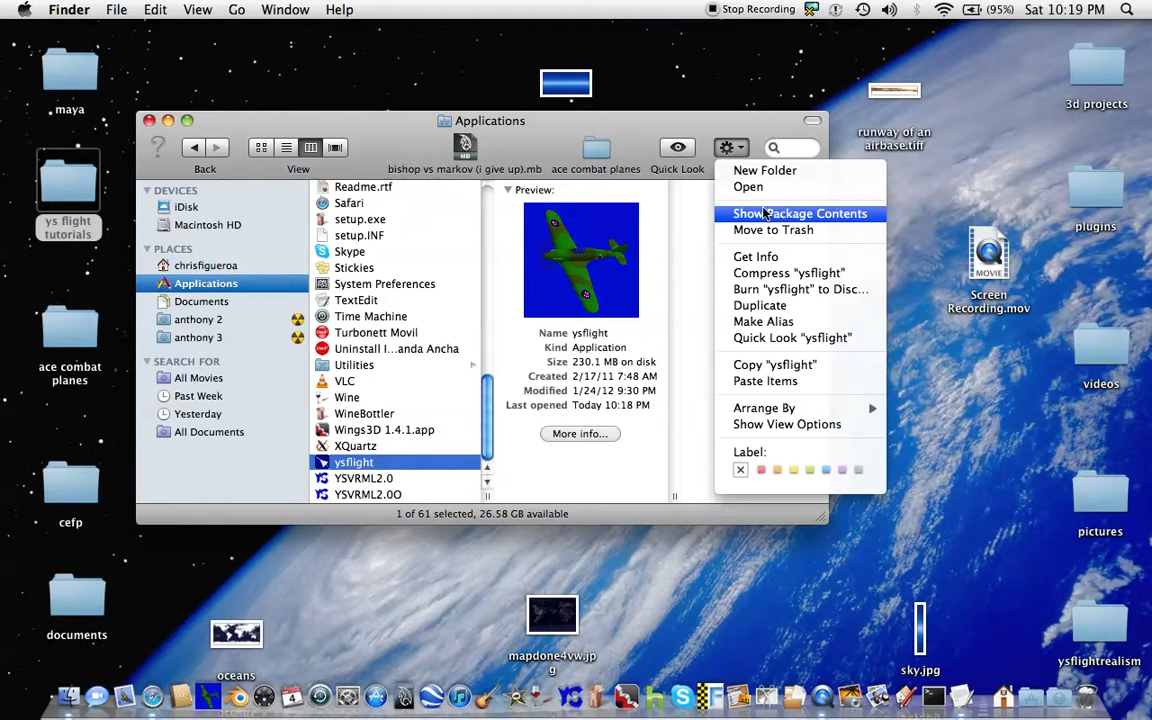 Finder File Edit View Go Window Help
Stop Recording (95%) Sat 10:19 PM
maya
ys flight tutorials
ace combat planes
cefp
documents
Applications
Back
View
bishop vs markov (i give up).mb
ace combat planes
Quick Look
DEVICES
iDisk
Macintosh HD
PLACES
chrisfigueroa
Applications
Documents
anthony 2
anthony 3
SEARCH FOR
All Movies
Past Week
Yesterday
All Documents
Readme.rtf
Safari
setup.exe
setup.INF
Skype
Stickies
System Preferences
TextEdit
Time Machine
Turbonett Movil
Uninstall I...anda Ancha
Utilities
VLC
Wine
WineBottler
Wings3D 1.4.1.app
XQuartz
ysflight
YSVRML2.0
YSVRML2.0O
Preview:
Name ysflight
Kind Application
Size 230.1 MB on disk
Created 2/17/11 7:48 AM
Modified 1/24/12 9:30 PM
Last opened Today 10:18 PM
More info...
1 of 61 selected, 26.58 GB available
New Folder
Open
Show Package Contents
Move to Trash
Get Info
Compress “ysflight”
Burn “ysflight” to Disc...
Duplicate
Make Alias
Quick Look “ysflight”
Copy “ysflight”
Paste Items
Arrange By
Show View Options
Label:
runway of an
airbase.tiff
MOVIE
Screen
Recording.mov
3d projects
plugins
videos
pictures
ysflightrealism
oceans
mapdone4vw.jp
g
sky.jpg